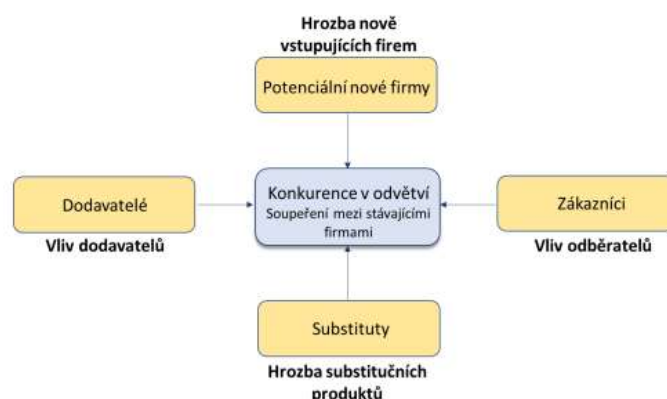 Hrozba nově
vstupujících firem
Potenciální nové firmy
Dodavatelé
Vliv dodavatelů
Konkurence v odvětví
Soupeření mezi stávajícími
firmami
Zákazníci
Vliv odběratelů
Substituty
Hrozba substitučních
produktů